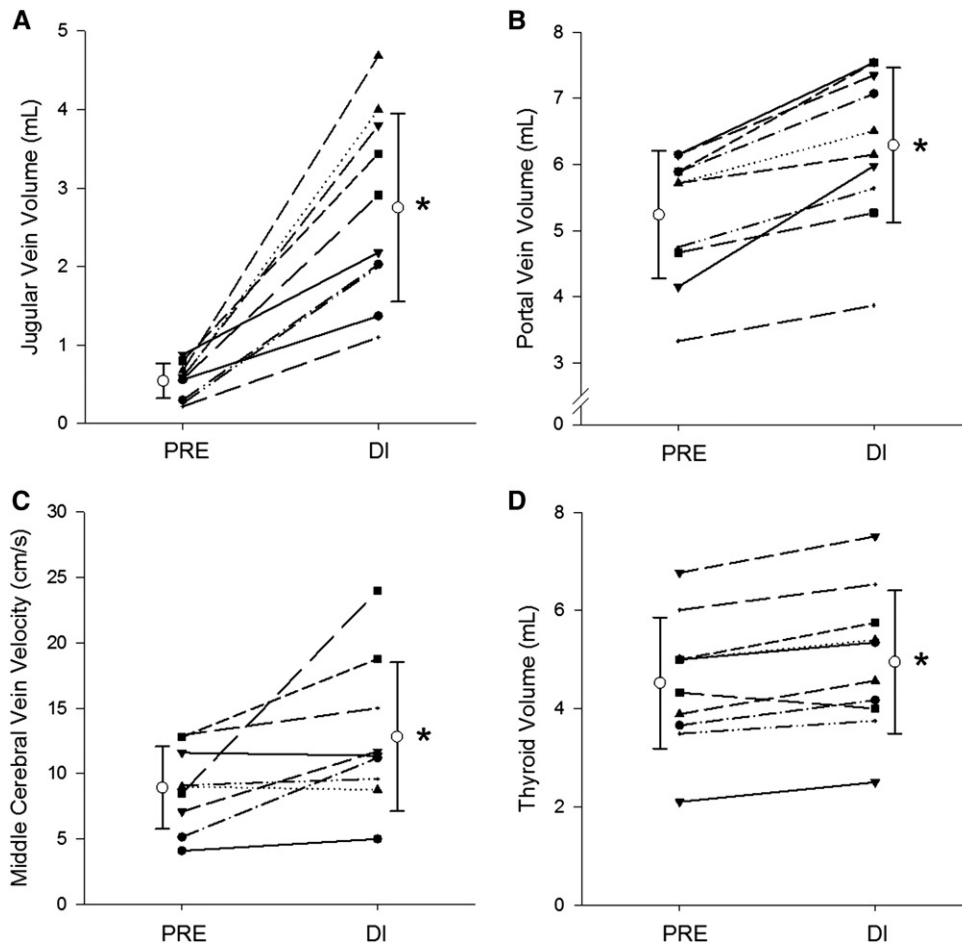 A
Jugular Vein Volume (mL)
5
4
3
2
1
0
*
PRE DI
B
Portal Vein Volume (mL)
8
7
6
5
4
3
0
*
PRE DI
C
Middle Cerebral Vein Velocity (cm/s)
30
25
20
15
10
5
0
*
PRE DI
D
Thyroid Volume (mL)
8
6
4
2
0
*
PRE DI